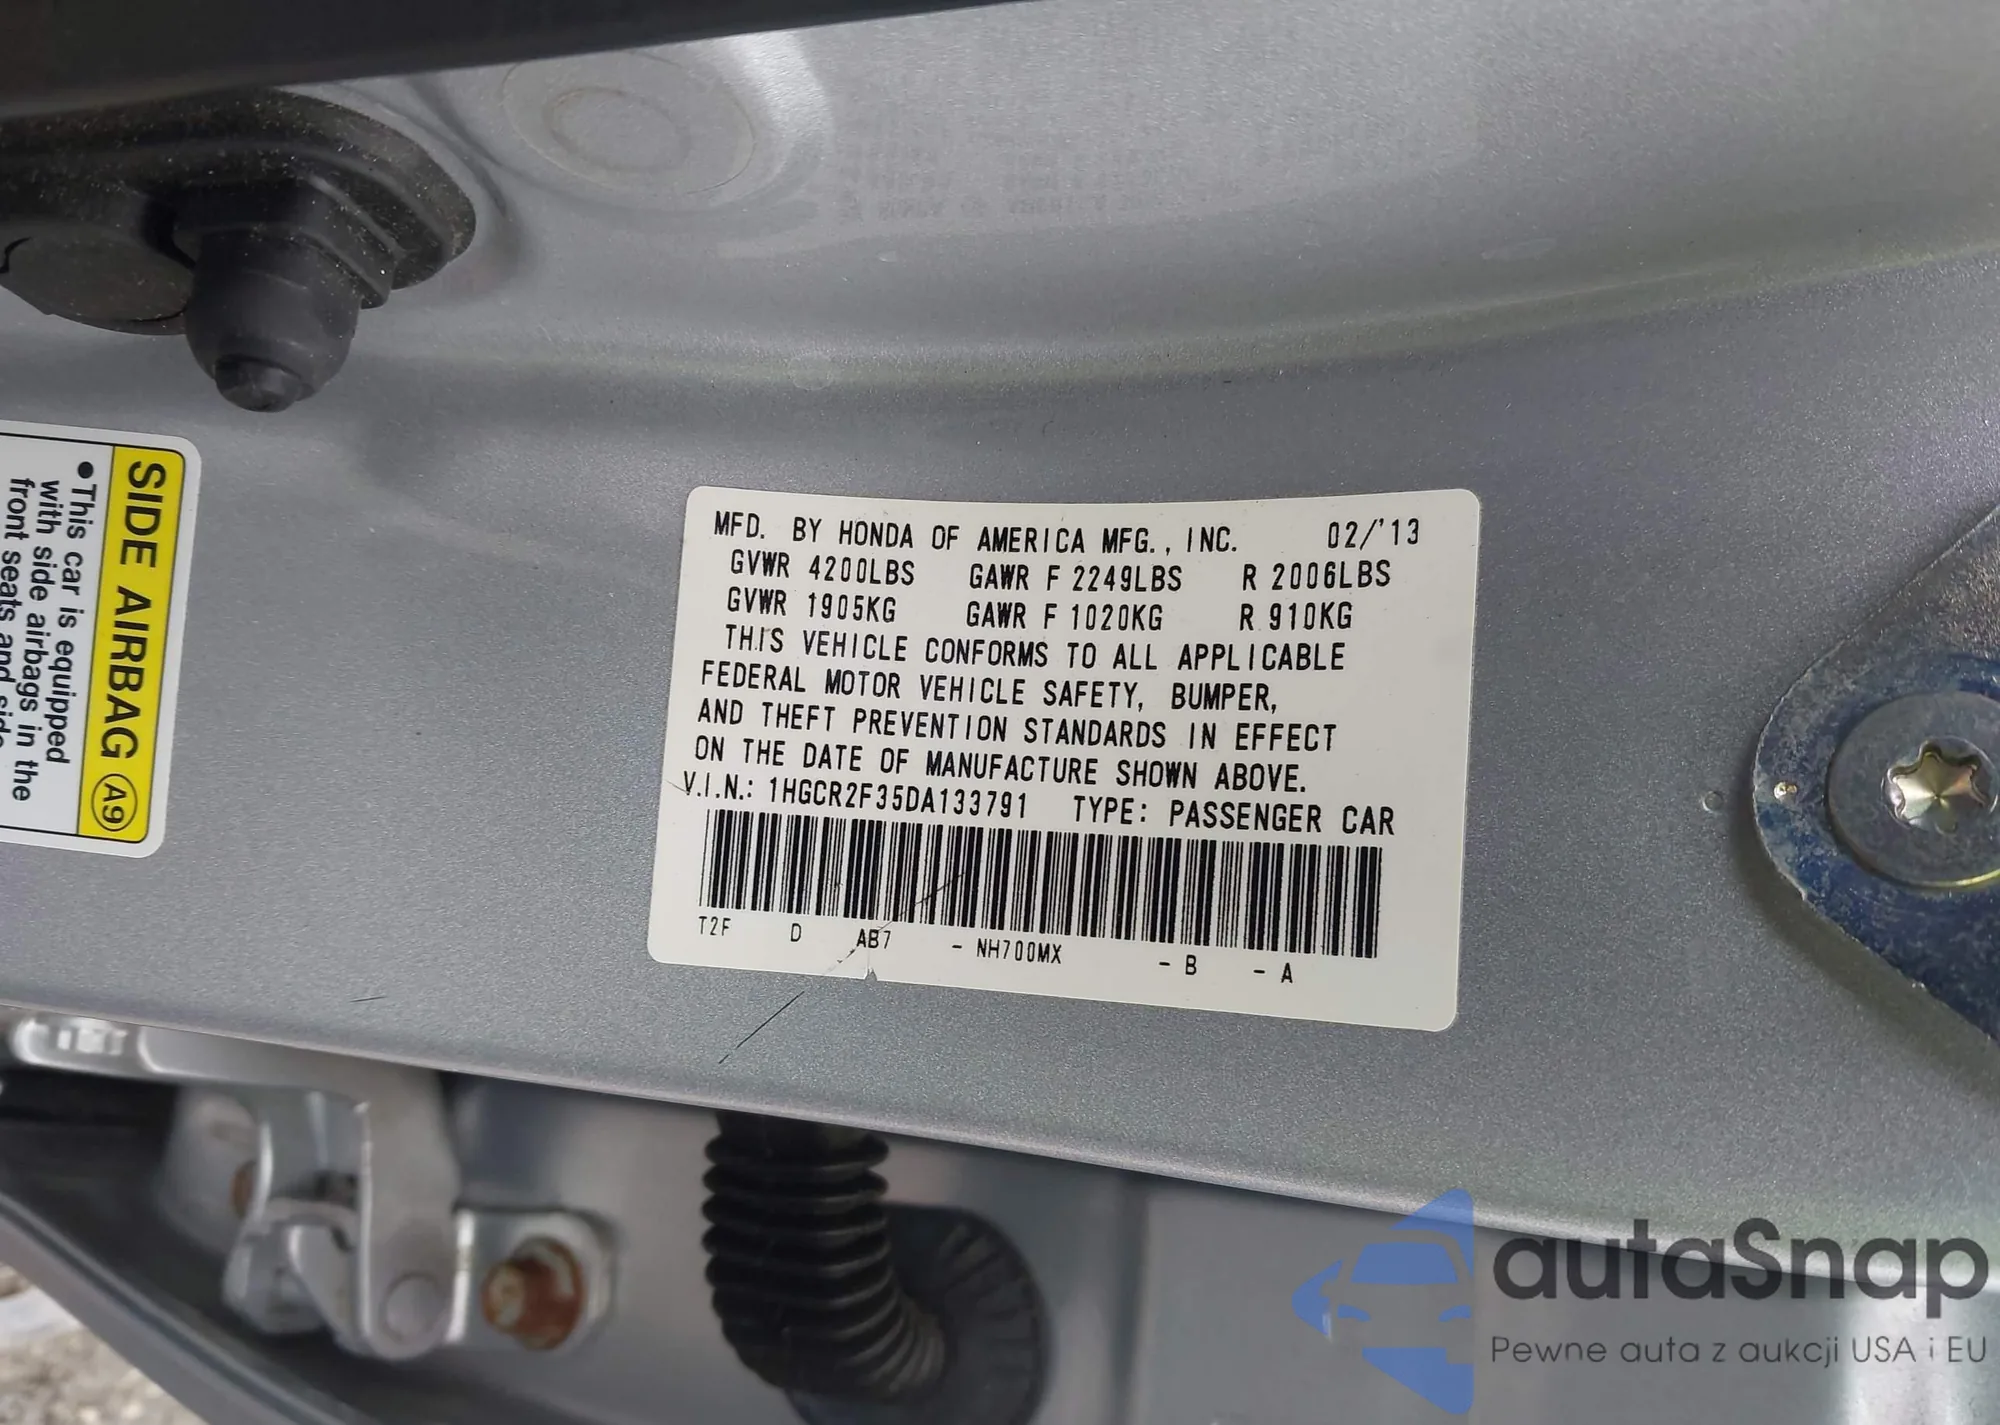 SIDE AIRBAG A9
●This car is equipped
with side airbags in the
front seats and side
MFD. BY HONDA OF AMERICA MFG., INC. 02/'13
GVWR 4200LBS GAWR F 2249LBS R 2006LBS
GVWR 1905KG GAWR F 1020KG R 910KG
THIS VEHICLE CONFORMS TO ALL APPLICABLE
FEDERAL MOTOR VEHICLE SAFETY, BUMPER,
AND THEFT PREVENTION STANDARDS IN EFFECT
ON THE DATE OF MANUFACTURE SHOWN ABOVE.
V.I.N.: 1HGCR2F35DA133791 TYPE: PASSENGER CAR
T2F D AB7 - NH700MX - B - A
autaSnap
Pewne auta z aukcji USA i EU